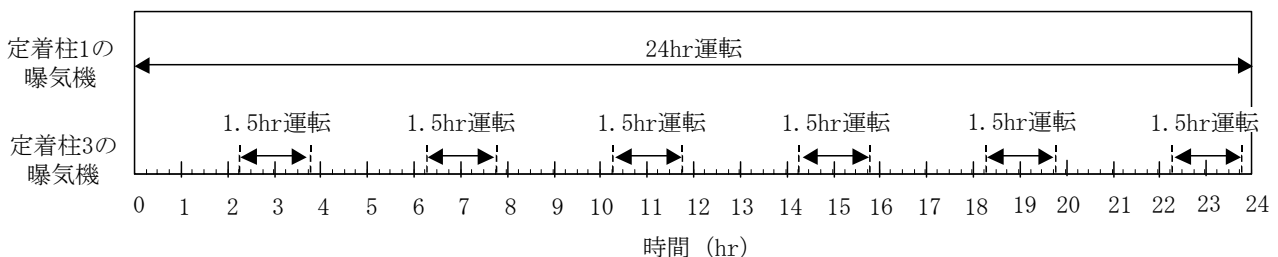 定着柱1の
曝気機
24hr運転
1.5hr運転 1.5hr運転 1.5hr運転 1.5hr運転 1.5hr運転 1.5hr運転
定着柱3の
曝気機
0 1 2 3 4 5 6 7 8 9 10 11 12 13 14 15 16 17 18 19 20 21 22 23 24
時間 (hr)